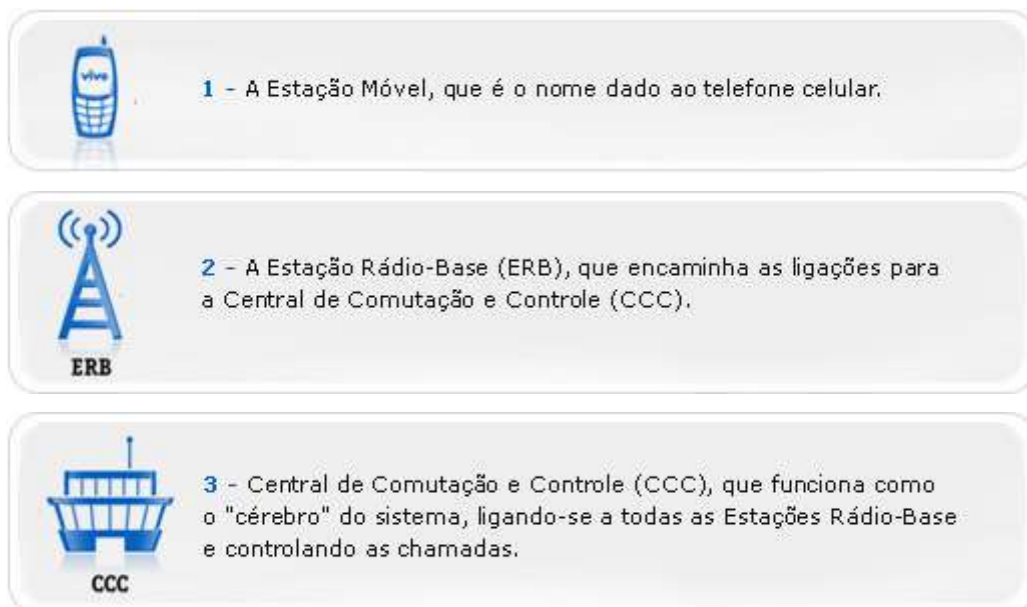 vivo
1 - A Estação Móvel, que é o nome dado ao telefone celular.
2 - A Estação Rádio-Base (ERB), que encaminha as ligações para
a Central de Comutação e Controle (CCC).
ERB
3 - Central de Comutação e Controle (CCC), que funciona como
o "cérebro" do sistema, ligando-se a todas as Estações Rádio-Base
e controlando as chamadas.
CCC